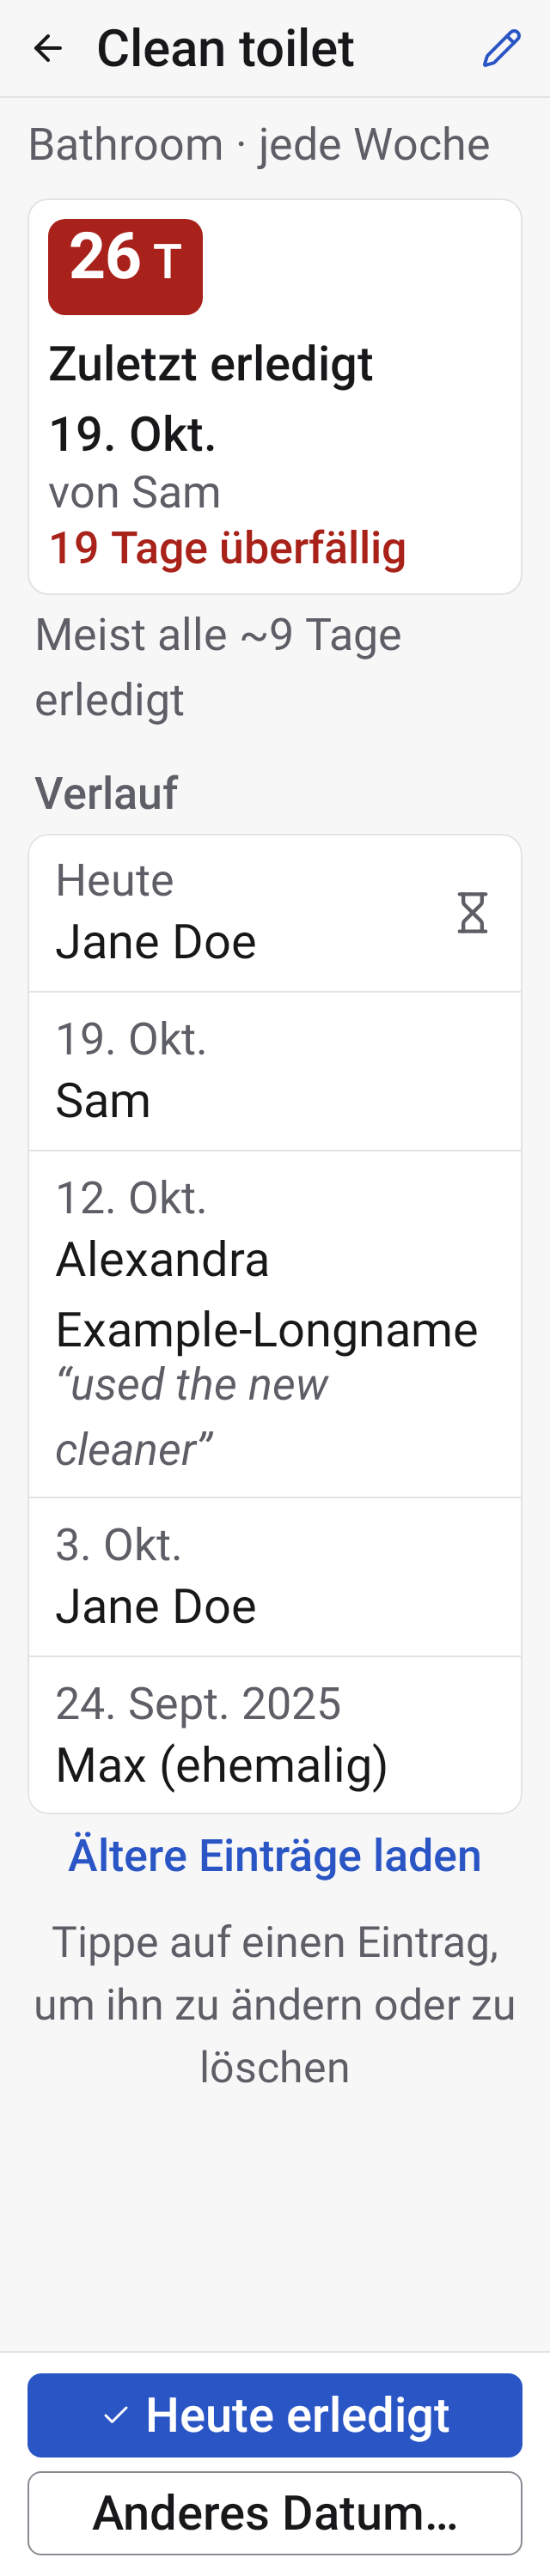 Clean toilet
Bathroom · jede Woche
26 T
Zuletzt erledigt
19. Okt.
von Sam
19 Tage überfällig
Meist alle ~9 Tage
erledigt
Verlauf
Heute
Jane Doe
19. Okt.
Sam
12. Okt.
Alexandra
Example-Longname
“used the new
cleaner”
3. Okt.
Jane Doe
24. Sept. 2025
Max (ehemalig)
Ältere Einträge laden
Tippe auf einen Eintrag,
um ihn zu ändern oder zu
löschen
Heute erledigt
Anderes Datum…